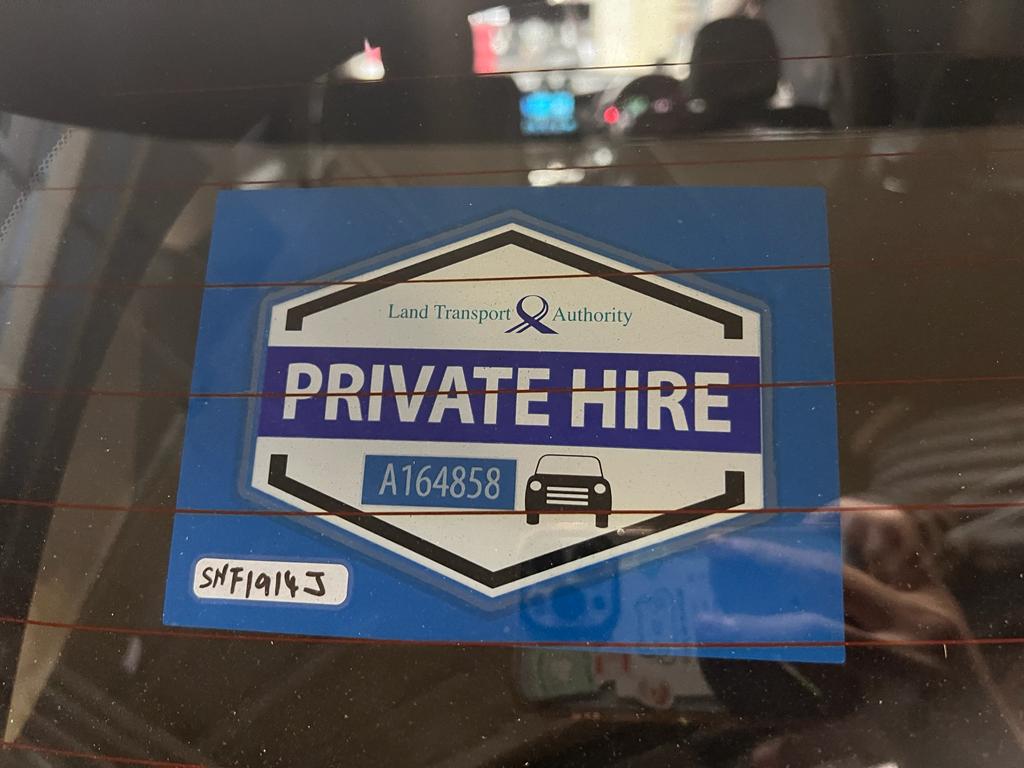 Land Transport Authority
PRIVATE HIRE
A164858
SNF1914J